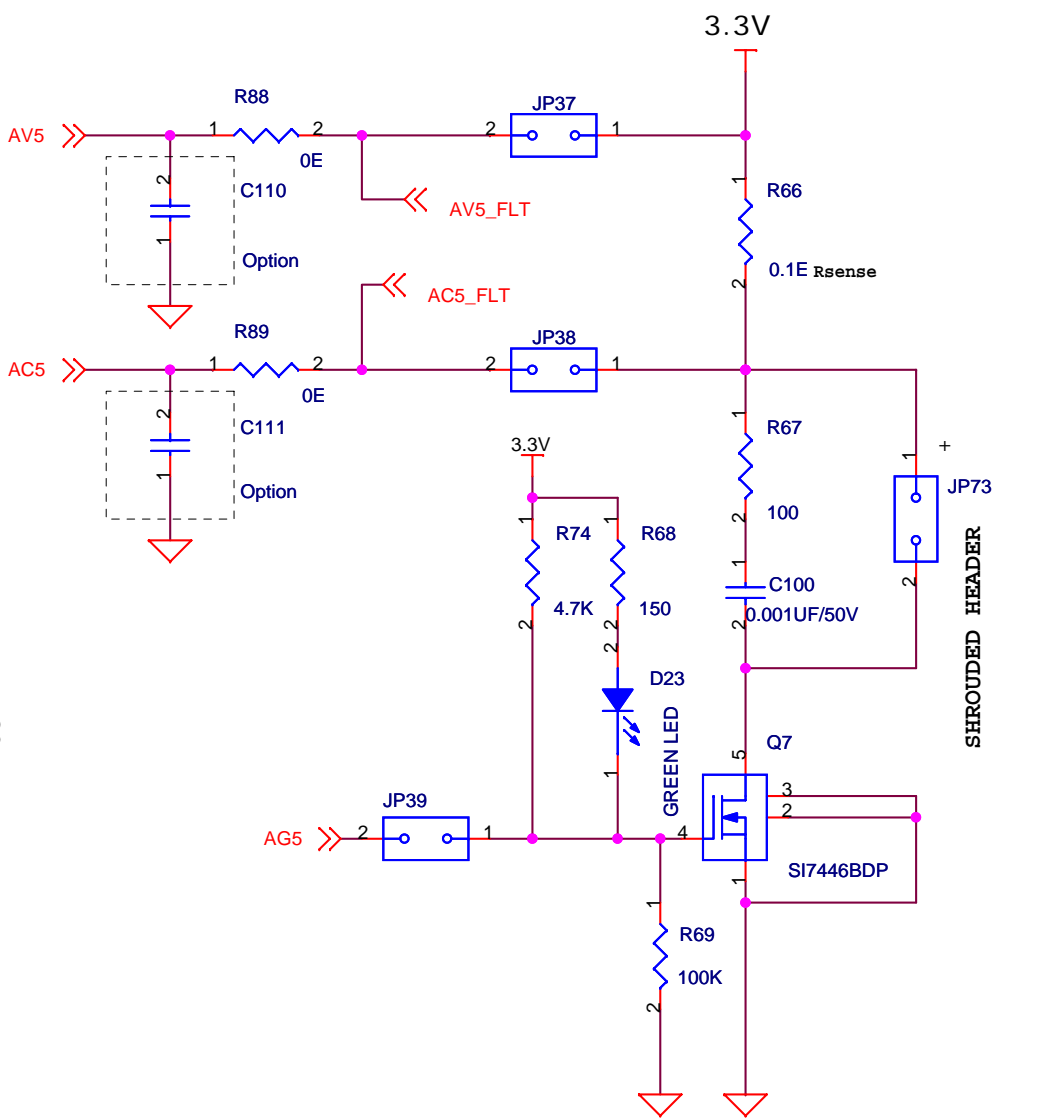 3.3V
R88
JP37
AV5
1
2
2
1
0E
AV5_FLT
2
C110
1
Option
1
R66
0.1E Rsense
2
AC5_FLT
R89
JP38
AC5
1
2
2
1
0E
2
C111
1
Option
3.3V
1
R67
2
100
1
+
JP73
2
SHROUDED HEADER
1
R74
4.7K
2
1
R68
150
2
1
C100
0.001UF/50V
2
2
D23
GREEN LED
1
Q7
5
3
2
4
1
SI7446BDP
JP39
AG5
2
1
1
R69
100K
2